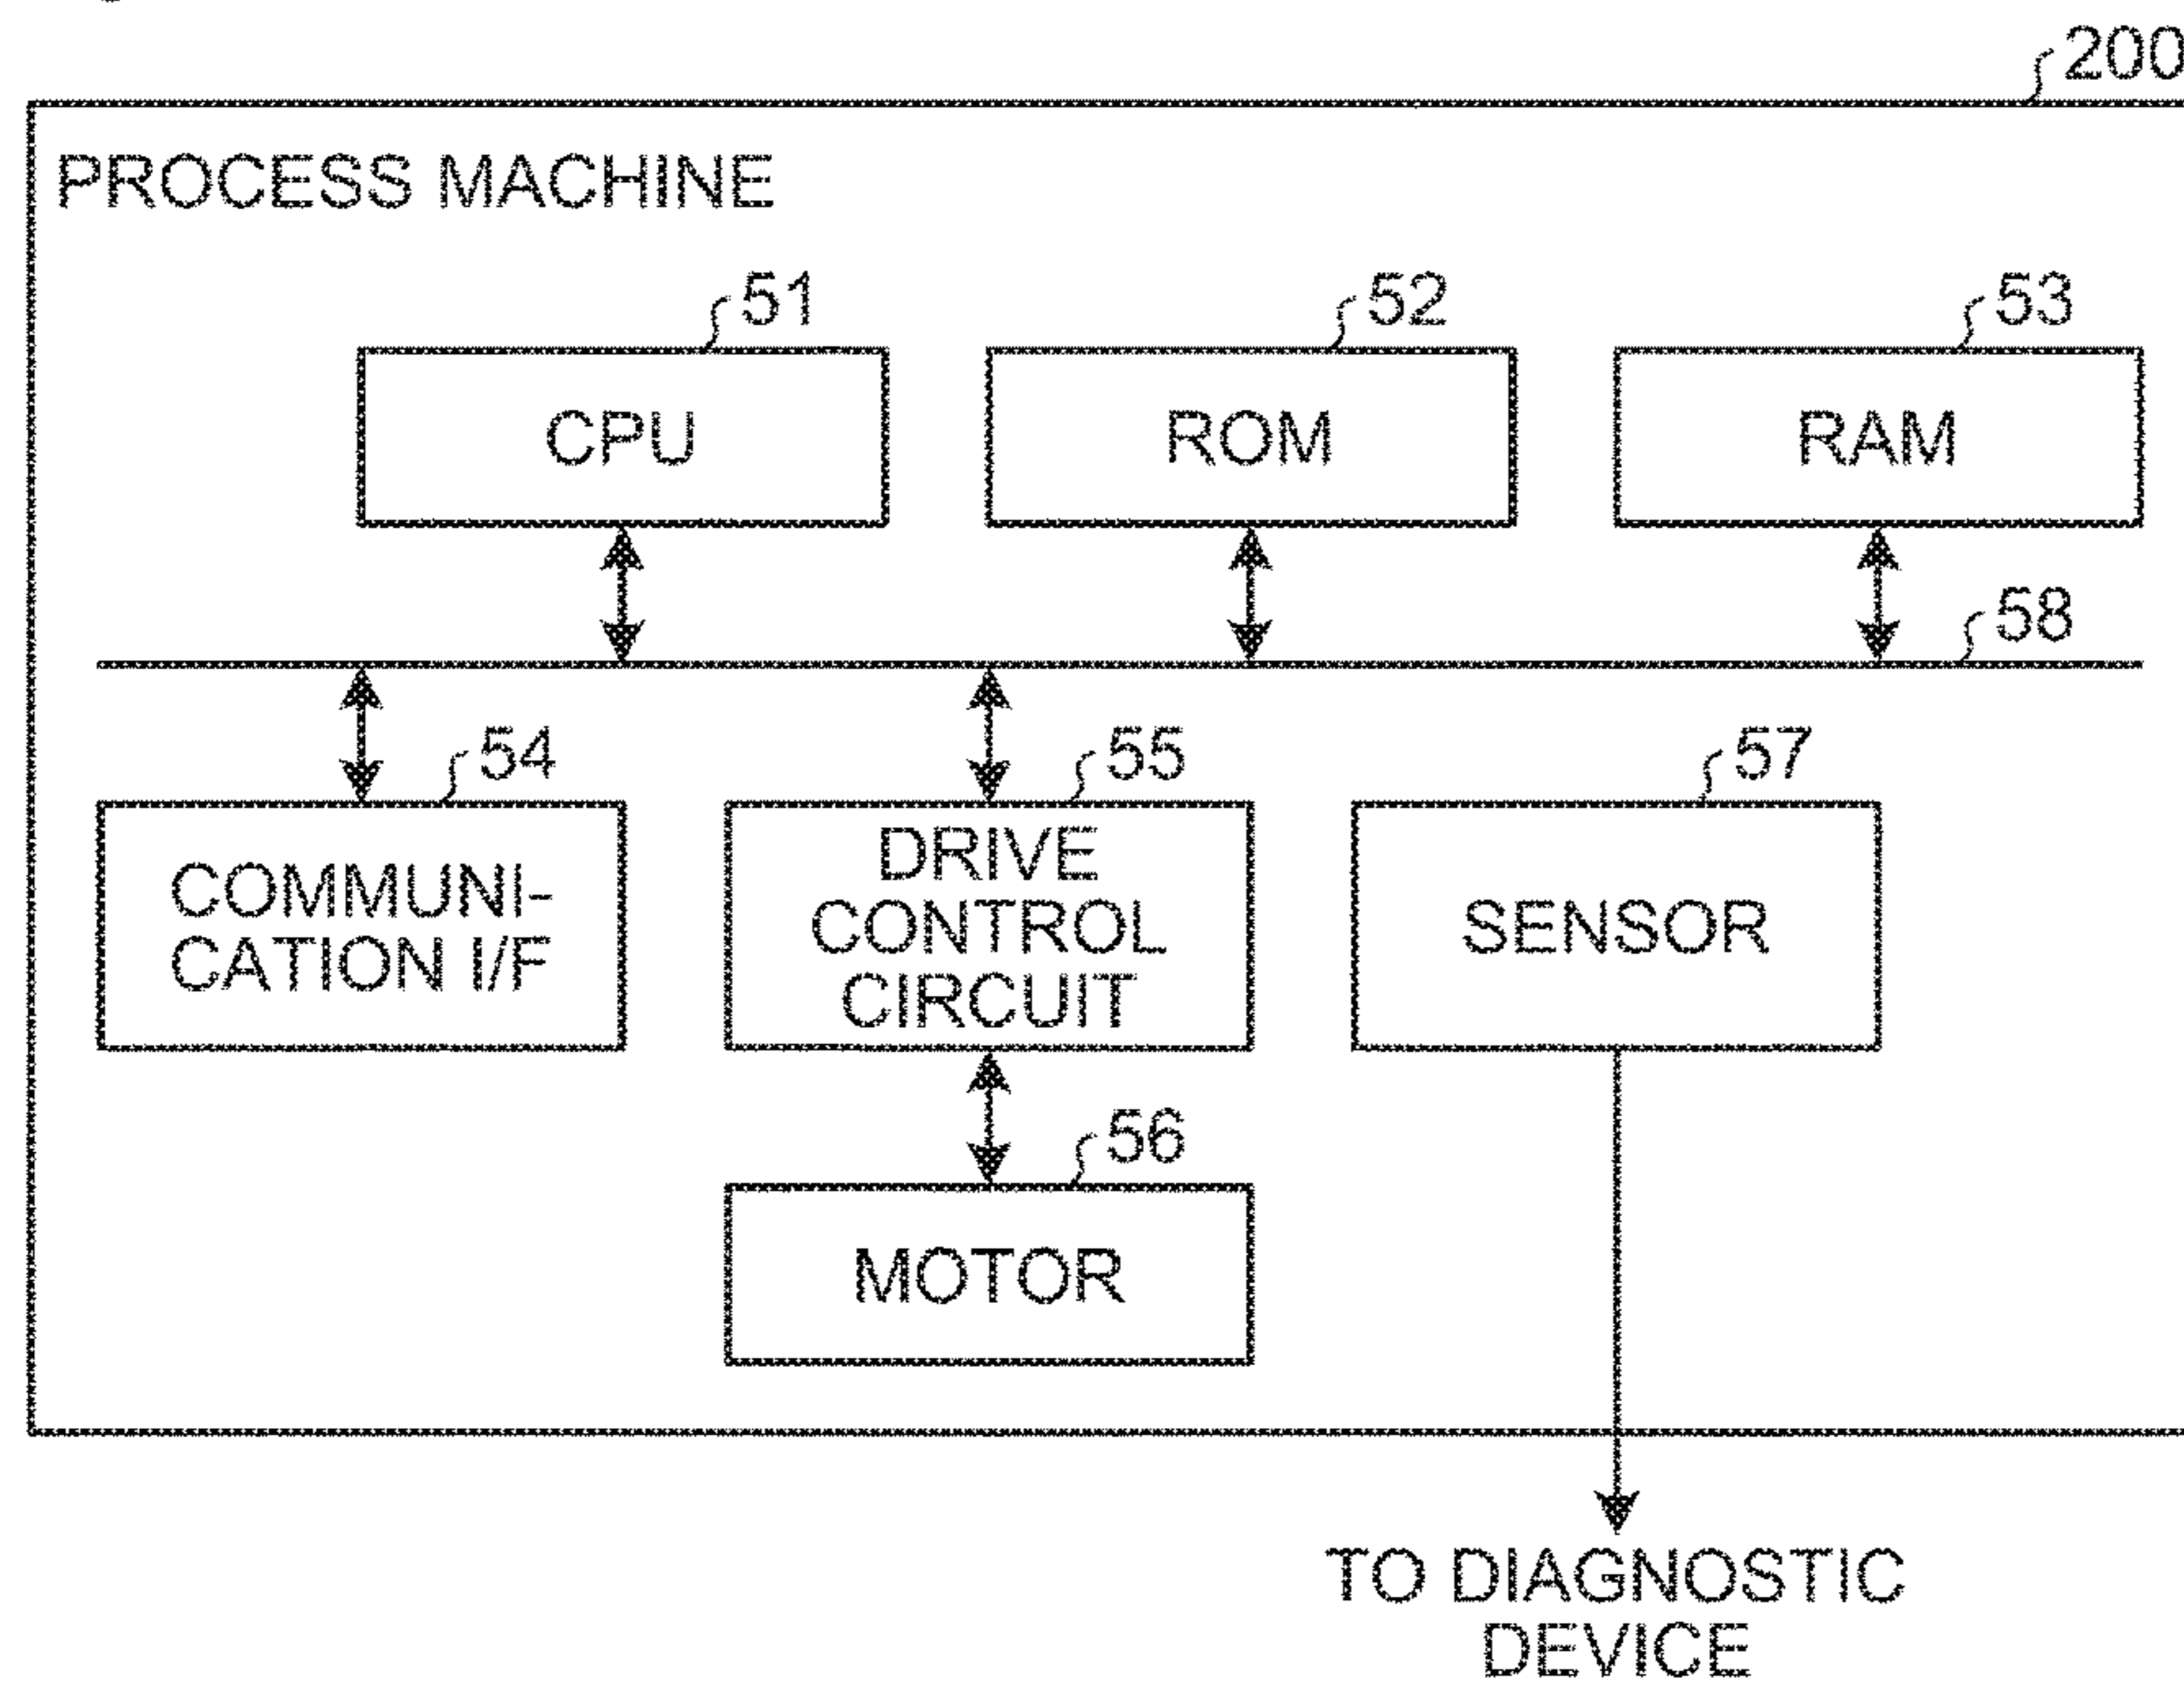 200
PROCESS MACHINE
51
52
53
CPU
ROM
RAM
58
54
55
57
COMMUNI-
CATION I/F
DRIVE
CONTROL
CIRCUIT
SENSOR
56
MOTOR
TO DIAGNOSTIC
DEVICE